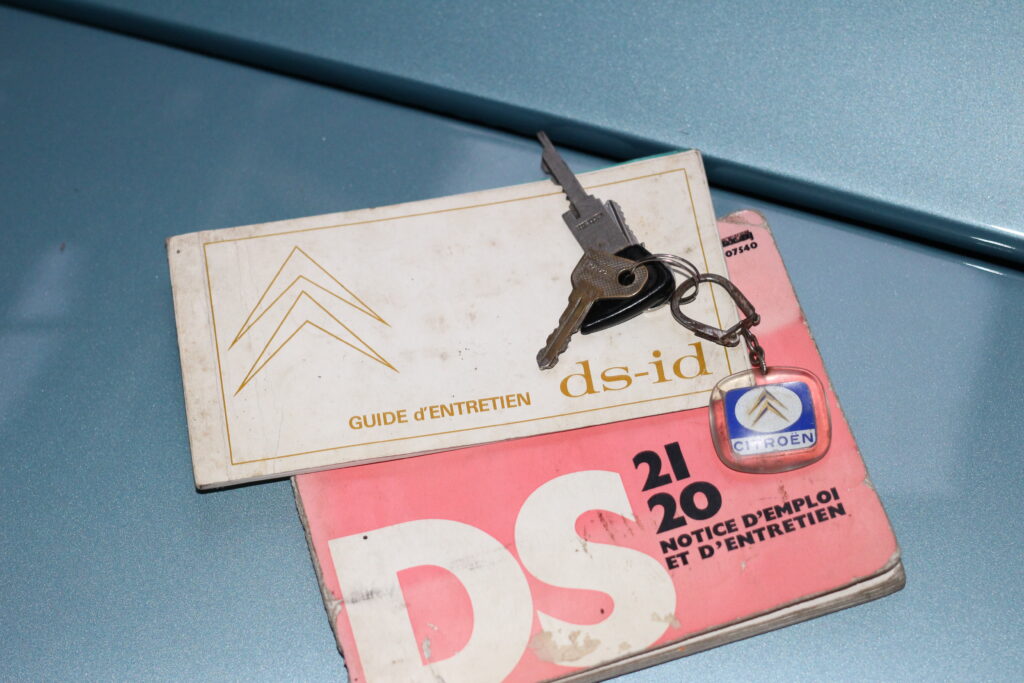 ds-id
GUIDE d'ENTRETIEN
07540
CITROËN
DS
21
20
NOTICE D'EMPLOI
ET D'ENTRETIEN